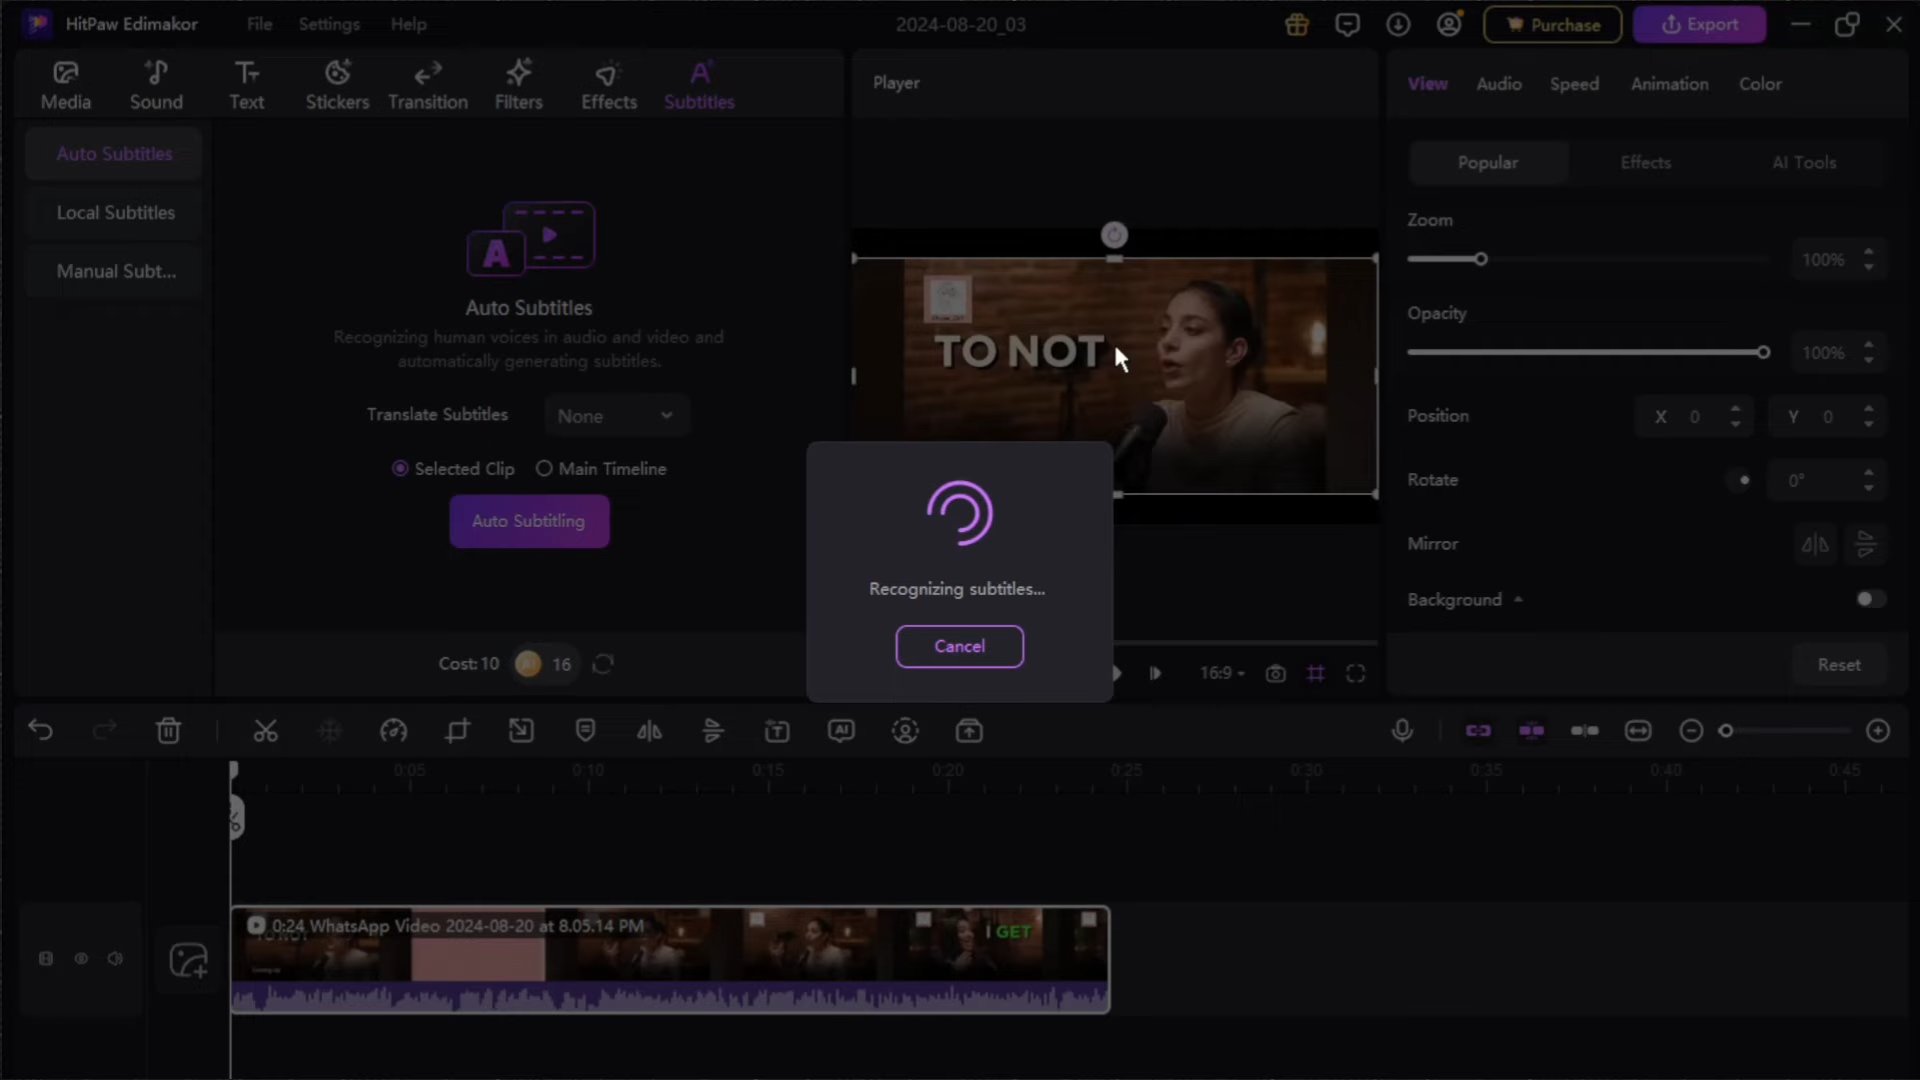 HitPaw Edimakor
File
Settings
Help
2024-08-20_03
Purchase
Export
Media
Sound
Text
Stickers
Transition
Filters
Effects
Subtitles
Player
View
Audio
Speed
Animation
Color
Auto Subtitles
Local Subtitles
Manual Subt...
A
Auto Subtitles
Recognizing human voices in audio and video and
automatically generating subtitles.
Translate Subtitles
None
Selected Clip
Main Timeline
Auto Subtitling
Cost: 10
16
TO NOT
Recognizing subtitles...
Cancel
16:9
Popular
Effects
AI Tools
Zoom
100%
Opacity
100%
Position
X 0
Y 0
Rotate
0°
Mirror
Background
Reset
AI
0:05
0:10
0:15
0:20
0:25
0:30
0:35
0:40
0:45
0:24 WhatsApp Video 2024-08-20 at 8.05.14 PM
I GET